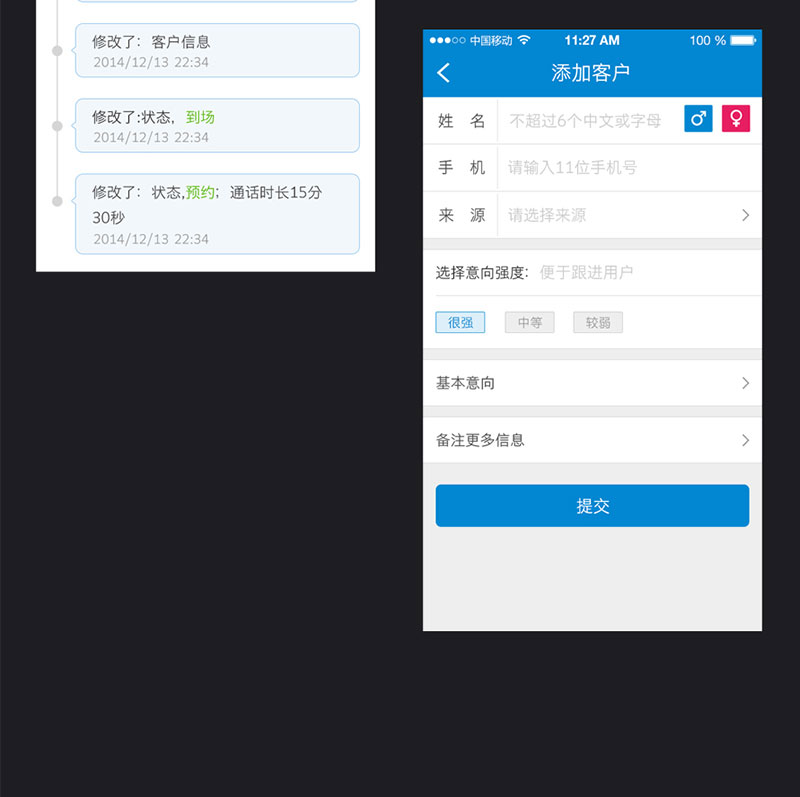 修改了：客户信息
2014/12/13 22:34
修改了:状态，到场
2014/12/13 22:34
修改了：状态,预约；通话时长15分
30秒
2014/12/13 22:34
中国移动 11:27 AM 100 %
添加客户
姓 名 不超过6个中文或字母
手 机 请输入11位手机号
来 源 请选择来源
选择意向强度: 便于跟进用户
很强 中等 较弱
基本意向
备注更多信息
提交